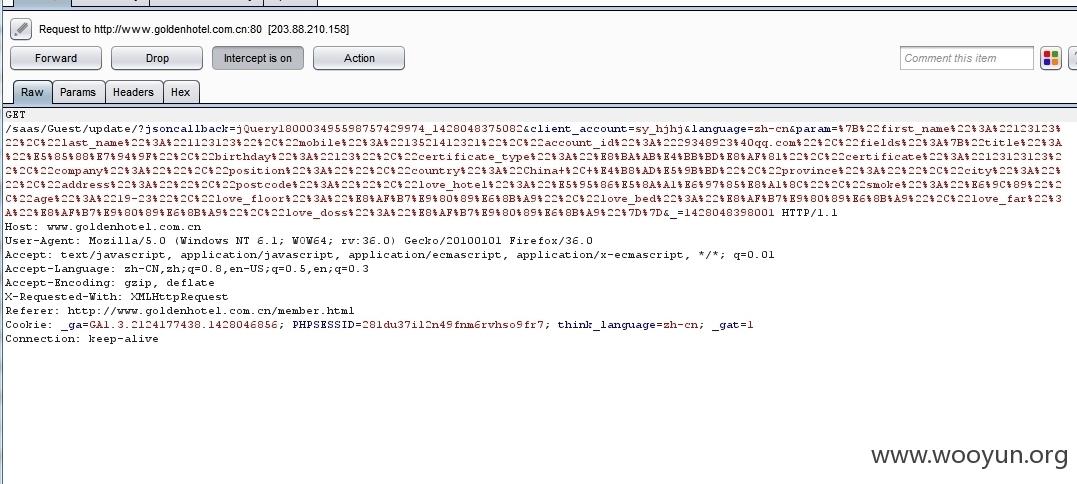 Request to http://www.goldenhotel.com.cn:80 [203.88.210.158]
Forward Drop Intercept is on Action Comment this item
Raw Params Headers Hex
GET
/saas/Guest/update/?jsoncallback=jQuery180003495598757429974_1428048375082&client_account=sy_hjhj&language=zh-cn&param=%7B%22first_name%22%3A%22123123%
22%2C%22last_name%22%3A%22123123%22%2C%22mobile%22%3A%2213521412321%22%2C%22account_id%22%3A%229348923%40qq.com%22%2C%22fields%22%3A%7B%22title%22%3A
%22%E5%85%88%E7%94%9F%22%2C%22birthday%22%3A%22123%22%2C%22certificate_type%22%3A%22%E8%BA%AB%E4%BB%BD%E8%AF%81%22%2C%22certificate%22%3A%22123123123%2
2%2C%22company%22%3A%22%22%2C%22position%22%3A%22%22%2C%22country%22%3A%22China+%2C+%E4%B8%AD%E5%9B%BD%22%2C%22province%22%3A%22%22%2C%22city%22%3A%22%
22%2C%22address%22%3A%22%22%2C%22postcode%22%3A%22%22%2C%22love_hotel%22%3A%22%E5%95%86%E5%8A%A1%E6%97%85%E8%A1%8C%22%2C%22smoke%22%3A%22%E6%9C%89%22%2
C%22age%22%3A%2219-23%22%2C%22love_floor%22%3A%22%E8%AF%B7%E9%80%89%E6%8B%A9%22%2C%22love_bed%22%3A%22%E8%AF%B7%E9%80%89%E6%8B%A9%22%2C%22love_far%22%3
A%22%E8%AF%B7%E9%80%89%E6%8B%A9%22%2C%22love_doss%22%3A%22%E8%AF%B7%E9%80%89%E6%8B%A9%22%7D%7D&_=1428048398001 HTTP/1.1
Host: www.goldenhotel.com.cn
User-Agent: Mozilla/5.0 (Windows NT 6.1; WOW64; rv:36.0) Gecko/20100101 Firefox/36.0
Accept: text/javascript, application/javascript, application/ecmascript, application/x-ecmascript, */*; q=0.01
Accept-Language: zh-CN,zh;q=0.8,en-US;q=0.5,en;q=0.3
Accept-Encoding: gzip, deflate
X-Requested-With: XMLHttpRequest
Referer: http://www.goldenhotel.com.cn/member.html
Cookie: _ga=GA1.3.2124177438.1428046856; PHPSESSID=281du37il2n49fnm6rvhso9fr7; think_language=zh-cn; _gat=1
Connection: keep-alive
www.wooyun.org